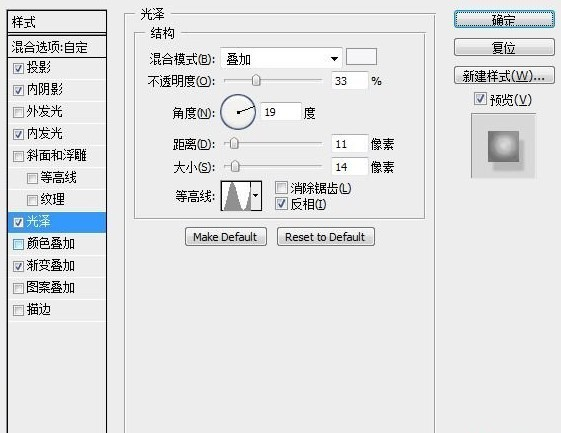 样式
混合选项:自定
投影
内阴影
外发光
内发光
斜面和浮雕
等高线
纹理
光泽
颜色叠加
渐变叠加
图案叠加
描边
光泽
结构
混合模式(B): 叠加
不透明度(O): 33 %
角度(N): 19 度
距离(D): 11 像素
大小(S): 14 像素
等高线: 消除锯齿(L)
反相(I)
Make Default Reset to Default
确定
复位
新建样式(W)...
预览(V)